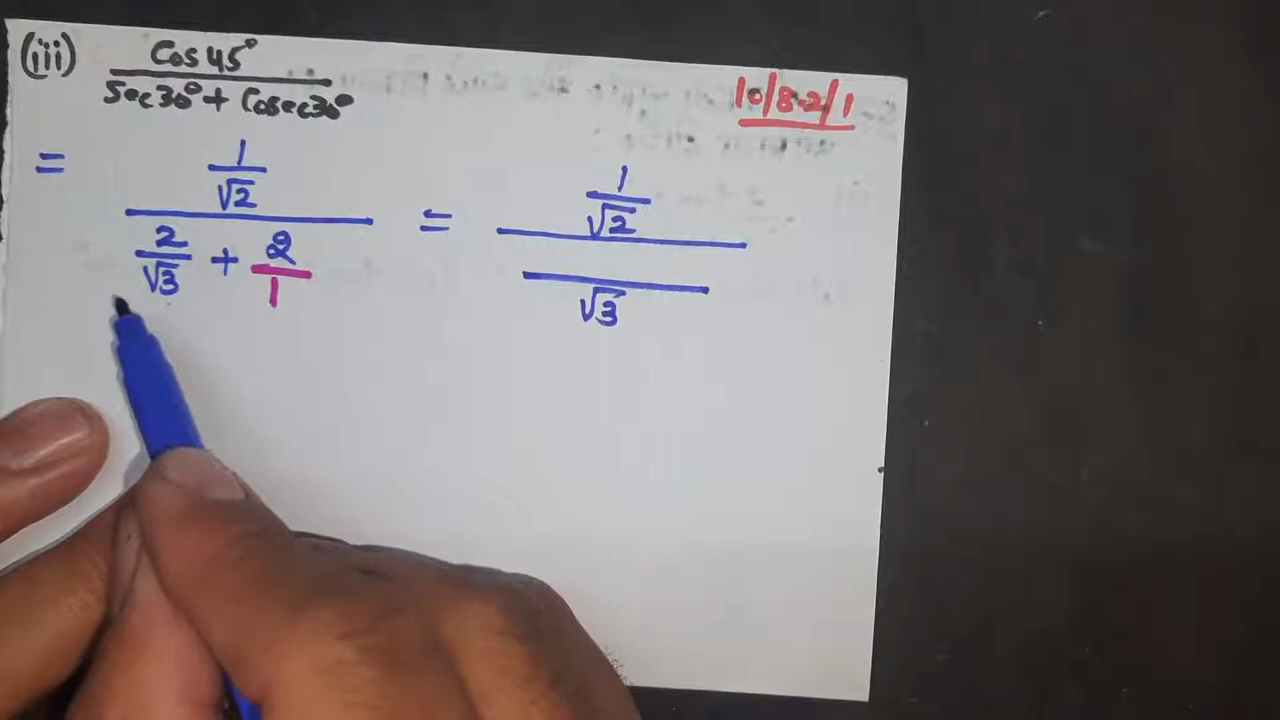 (iii) Cos 45°
Sec 30° + Cosec 30°
10/8.2/1
= 1 = 1
√2 √2
2 + 2
√3 1 √3